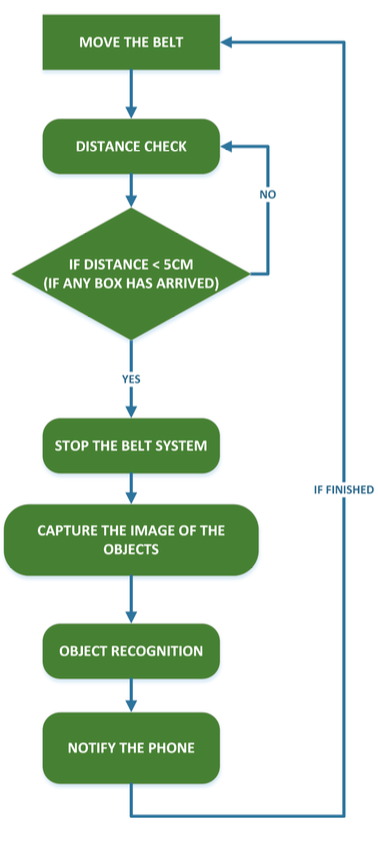 MOVE THE BELT
DISTANCE CHECK
NO
IF DISTANCE < 5CM
(IF ANY BOX HAS ARRIVED)
YES
STOP THE BELT SYSTEM
IF FINISHED
CAPTURE THE IMAGE OF THE
OBJECTS
OBJECT RECOGNITION
NOTIFY THE PHONE